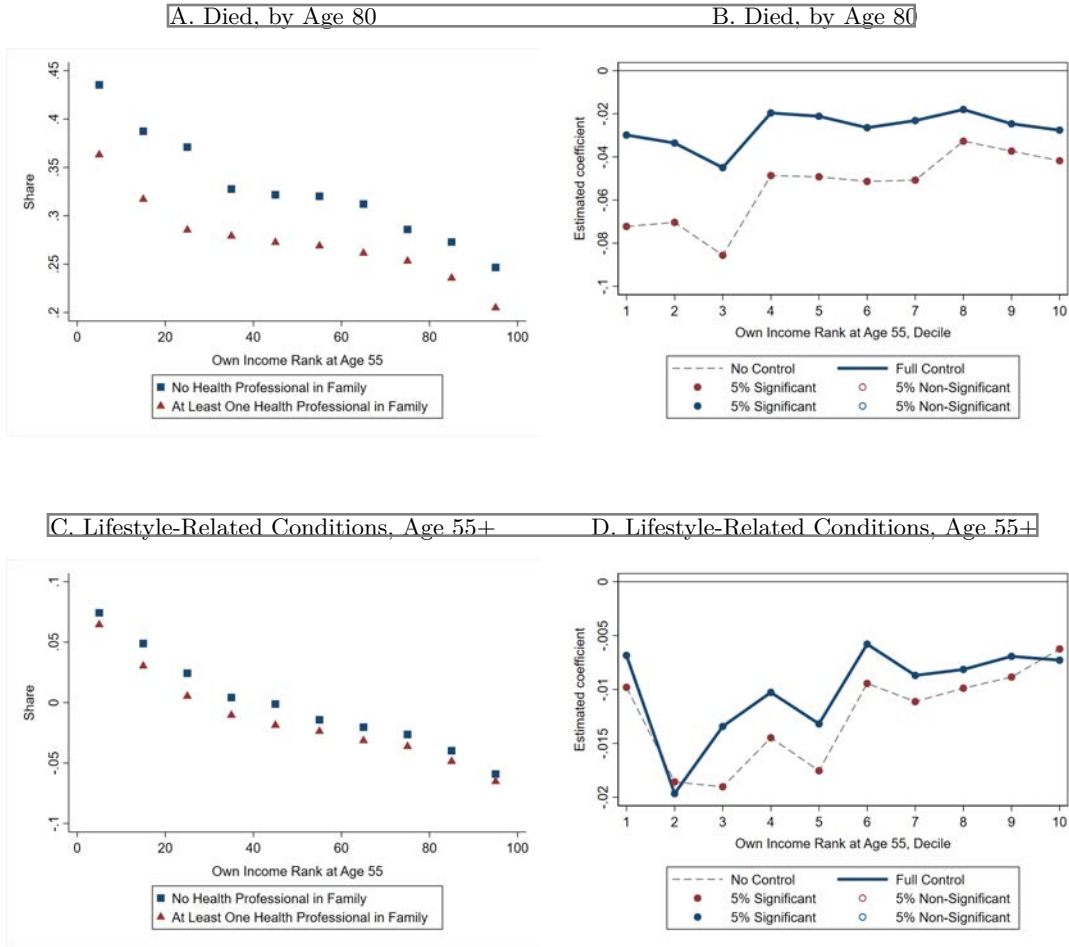 A. Died, by Age 80
B. Died, by Age 80
.45
.4
.35
.3
.25
.2
Share
0 20 40 60 80 100
Own Income Rank at Age 55
No Health Professional in Family
At Least One Health Professional in Family
0
-.02
-.04
-.06
-.08
-.1
Estimated coefficient
1 2 3 4 5 6 7 8 9 10
Own Income Rank at Age 55, Decile
No Control Full Control
5% Significant 5% Non-Significant
5% Significant 5% Non-Significant
C. Lifestyle-Related Conditions, Age 55+
D. Lifestyle-Related Conditions, Age 55+
.1
.05
0
-.05
-.1
Share
0 20 40 60 80 100
Own Income Rank at Age 55
No Health Professional in Family
At Least One Health Professional in Family
0
-.005
-.01
-.015
-.02
Estimated coefficient
1 2 3 4 5 6 7 8 9 10
Own Income Rank at Age 55, Decile
No Control Full Control
5% Significant 5% Non-Significant
5% Significant 5% Non-Significant